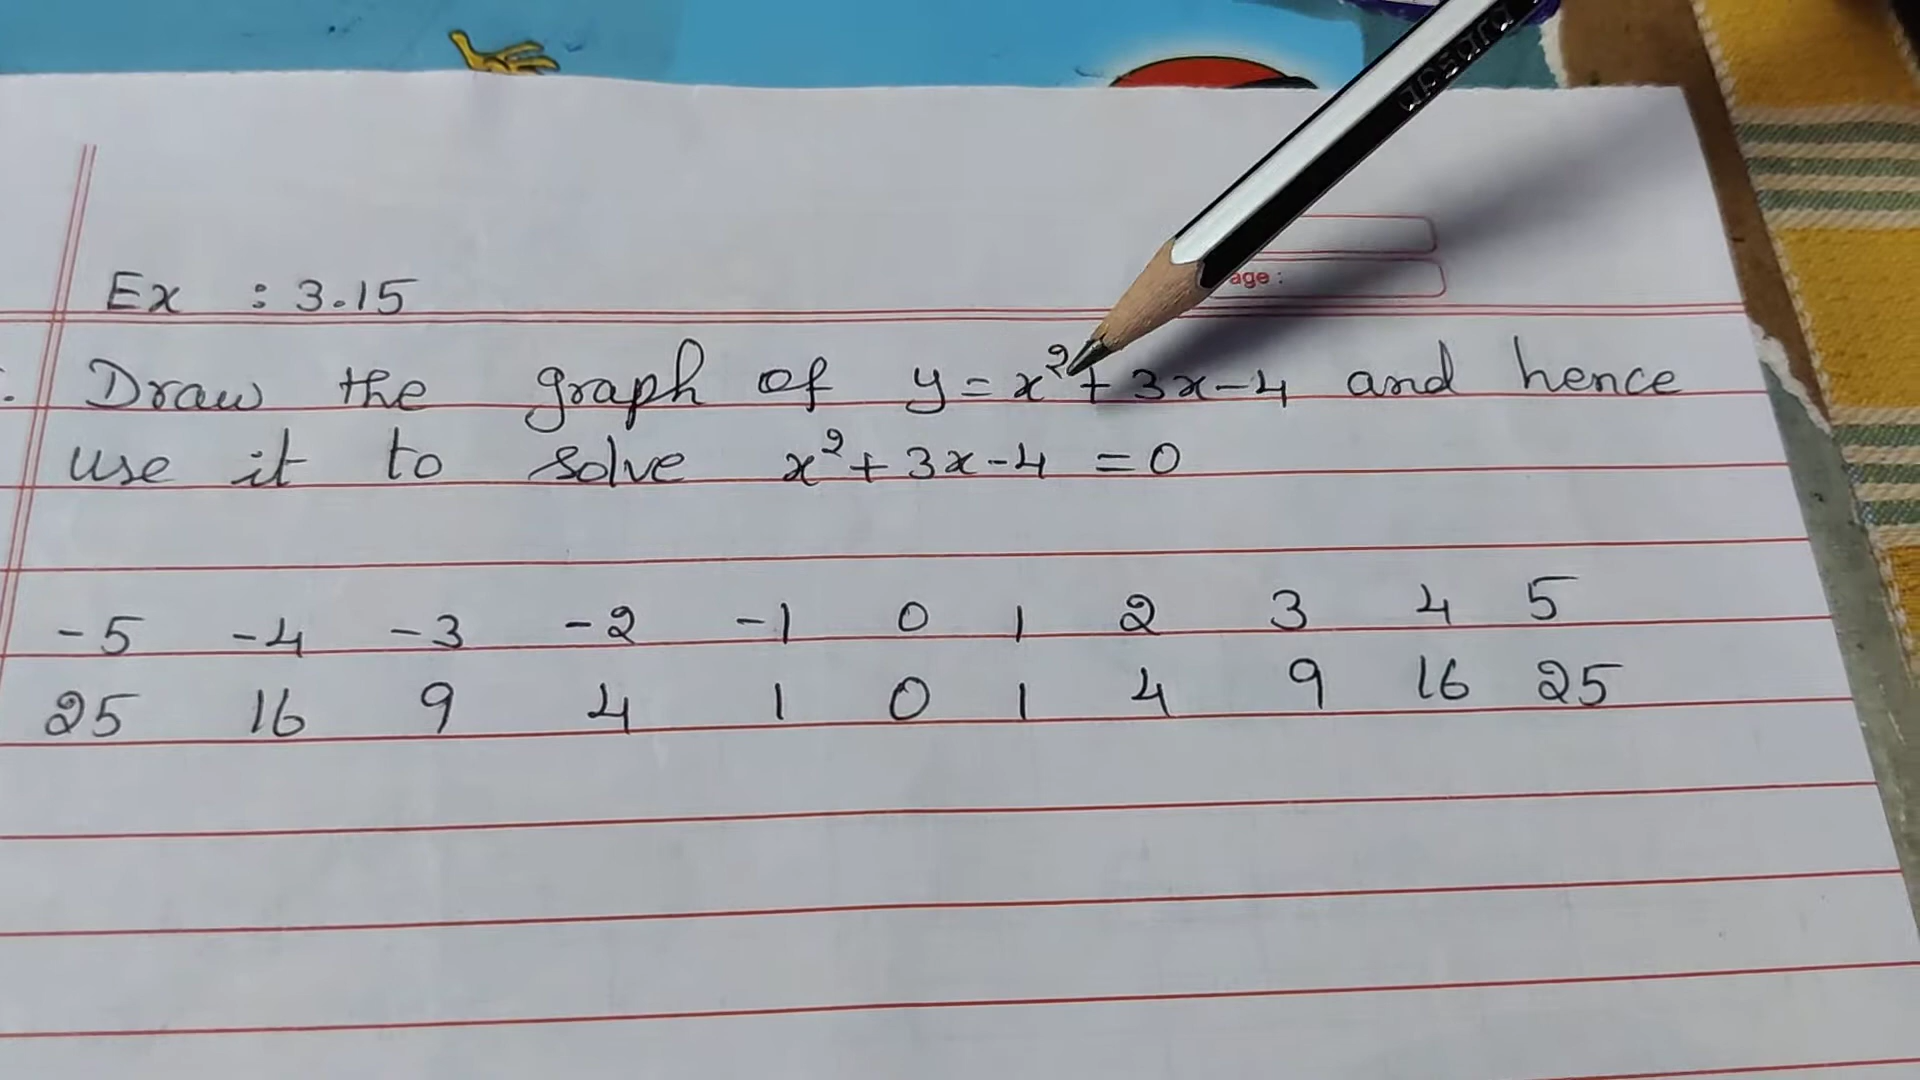 apsara
age :
Ex : 3.15
Draw the graph of y = x² + 3x - 4 and hence
use it to solve x² + 3x - 4 = 0
-5 -4 -3 -2 -1 0 1 2 3 4 5
25 16 9 4 1 0 1 4 9 16 25